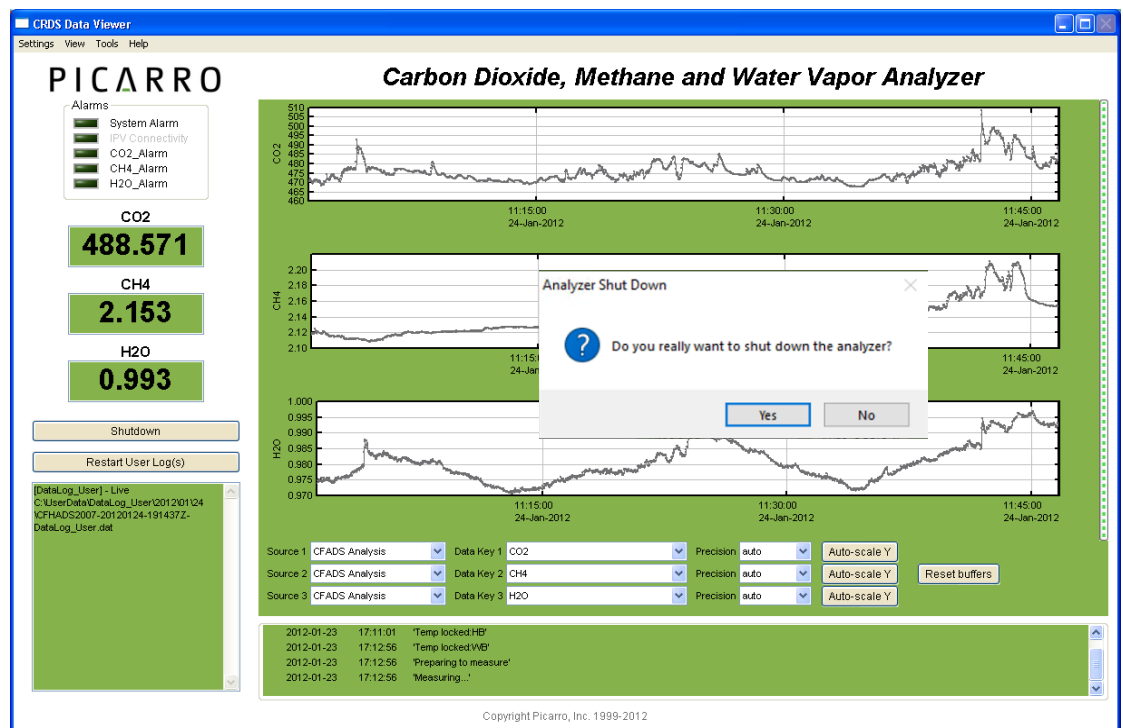 CRDS Data Viewer
Settings View Tools Help
PICARRO
Carbon Dioxide, Methane and Water Vapor Analyzer
Alarms
System Alarm
IPV Connectivity
CO2_Alarm
CH4_Alarm
H2O_Alarm
CO2
488.571
CH4
2.153
H2O
0.993
Shutdown
Restart User Log(s)
[DataLog_User] - Live
C:\UserData\DataLog_User\2012\01\24
\CFHADS2007-20120124-191437Z-
DataLog_User.dat
CO2
510
505
500
495
490
485
480
475
470
465
460
11:15:00 11:30:00 11:45:00
24-Jan-2012 24-Jan-2012 24-Jan-2012
CH4
2.20
2.18
2.16
2.14
2.12
2.10
11:15: 11:45:00
24-Jan 24-Jan-2012
Analyzer Shut Down
Do you really want to shut down the analyzer?
Yes No
H2O
1.000
0.995
0.990
0.985
0.980
0.975
0.970
11:15:00 11:30:00 11:45:00
24-Jan-2012 24-Jan-2012 24-Jan-2012
Source 1 CFADS Analysis Data Key 1 CO2 Precision auto Auto-scale Y
Source 2 CFADS Analysis Data Key 2 CH4 Precision auto Auto-scale Y Reset buffers
Source 3 CFADS Analysis Data Key 3 H2O Precision auto Auto-scale Y
2012-01-23 17:11:01 'Temp locked:HB'
2012-01-23 17:12:56 'Temp locked:WB'
2012-01-23 17:12:56 'Preparing to measure'
2012-01-23 17:12:56 'Measuring...'
Copyright Picarro, Inc. 1999-2012